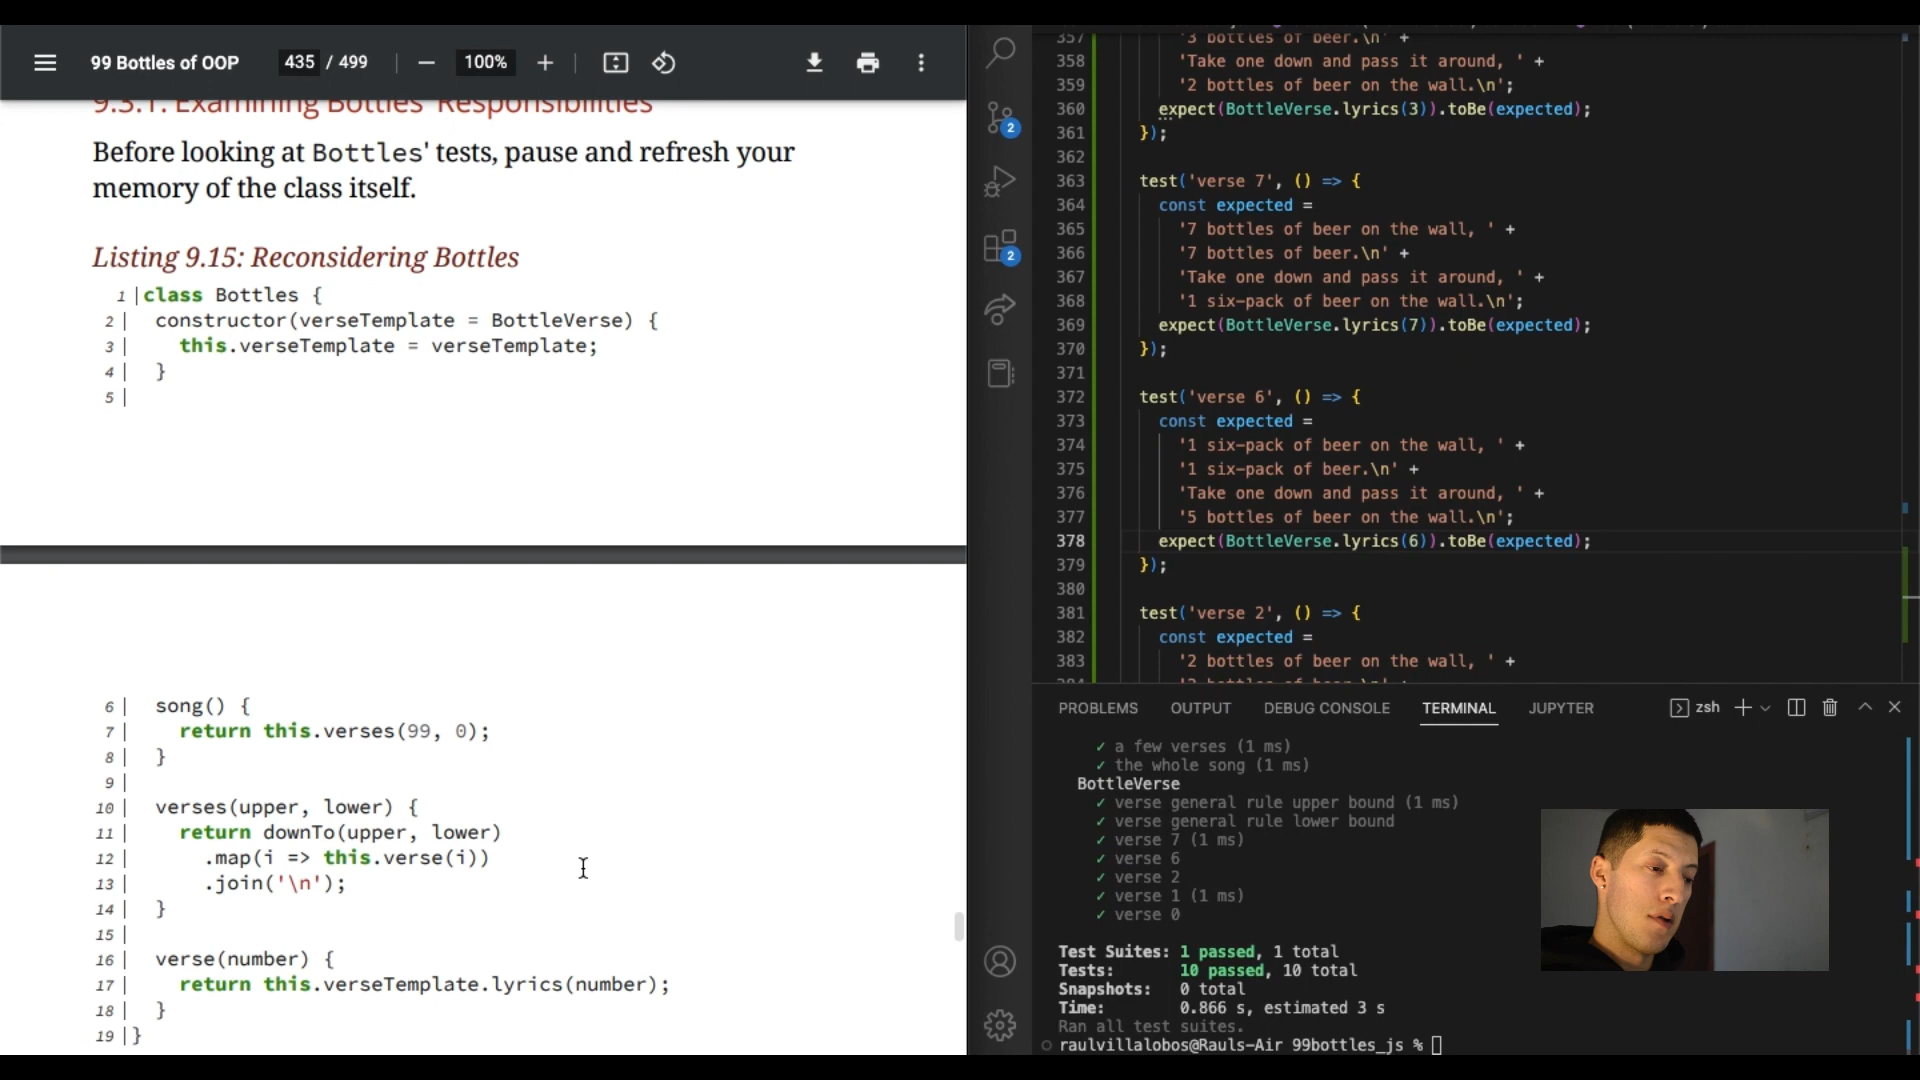 99 Bottles of OOP
435 / 499
100%
9.3.1. Examining Bottles' Responsibilities
Before looking at Bottles' tests, pause and refresh your
memory of the class itself.
Listing 9.15: Reconsidering Bottles
1 |class Bottles {
2 | constructor(verseTemplate = BottleVerse) {
3 | this.verseTemplate = verseTemplate;
4 | }
5 |
6 | song() {
7 | return this.verses(99, 0);
8 | }
9 |
10 | verses(upper, lower) {
11 | return downTo(upper, lower)
12 | .map(i => this.verse(i))
13 | .join('\n');
14 | }
15 |
16 | verse(number) {
17 | return this.verseTemplate.lyrics(number);
18 | }
19 |}
2
2
357 '3 bottles of beer.\n' +
358 'Take one down and pass it around, ' +
359 '2 bottles of beer on the wall.\n';
360 expect(BottleVerse.lyrics(3)).toBe(expected);
361 });
362
363 test('verse 7', () => {
364 const expected =
365 '7 bottles of beer on the wall, ' +
366 '7 bottles of beer.\n' +
367 'Take one down and pass it around, ' +
368 '1 six-pack of beer on the wall.\n';
369 expect(BottleVerse.lyrics(7)).toBe(expected);
370 });
371
372 test('verse 6', () => {
373 const expected =
374 '1 six-pack of beer on the wall, ' +
375 '1 six-pack of beer.\n' +
376 'Take one down and pass it around, ' +
377 '5 bottles of beer on the wall.\n';
378 expect(BottleVerse.lyrics(6)).toBe(expected);
379 });
380
381 test('verse 2', () => {
382 const expected =
383 '2 bottles of beer on the wall, ' +
PROBLEMS OUTPUT DEBUG CONSOLE TERMINAL JUPYTER zsh
✓ a few verses (1 ms)
✓ the whole song (1 ms)
BottleVerse
✓ verse general rule upper bound (1 ms)
✓ verse general rule lower bound
✓ verse 7 (1 ms)
✓ verse 6
✓ verse 2
✓ verse 1 (1 ms)
✓ verse 0
Test Suites: 1 passed, 1 total
Tests: 10 passed, 10 total
Snapshots: 0 total
Time: 0.866 s, estimated 3 s
Ran all test suites.
raulvillalobos@Rauls-Air 99bottles_js %